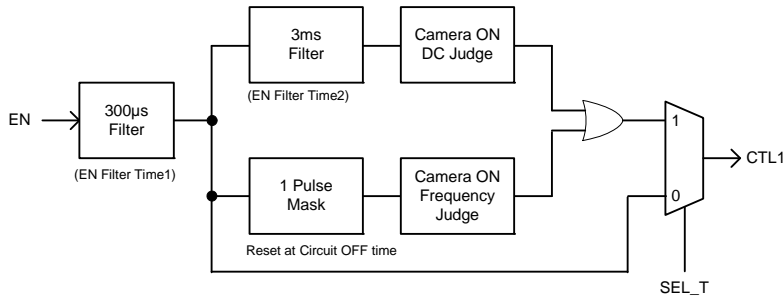 3ms
Filter
Camera ON
DC Judge
(EN Filter Time2)
EN
300µs
Filter
(EN Filter Time1)
1
CTL1
0
1 Pulse
Mask
Camera ON
Frequency
Judge
Reset at Circuit OFF time
SEL_T